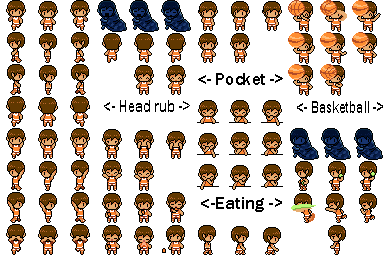 <- Pocket ->
<- Head rub ->
<- Basketball->
<-Eating ->